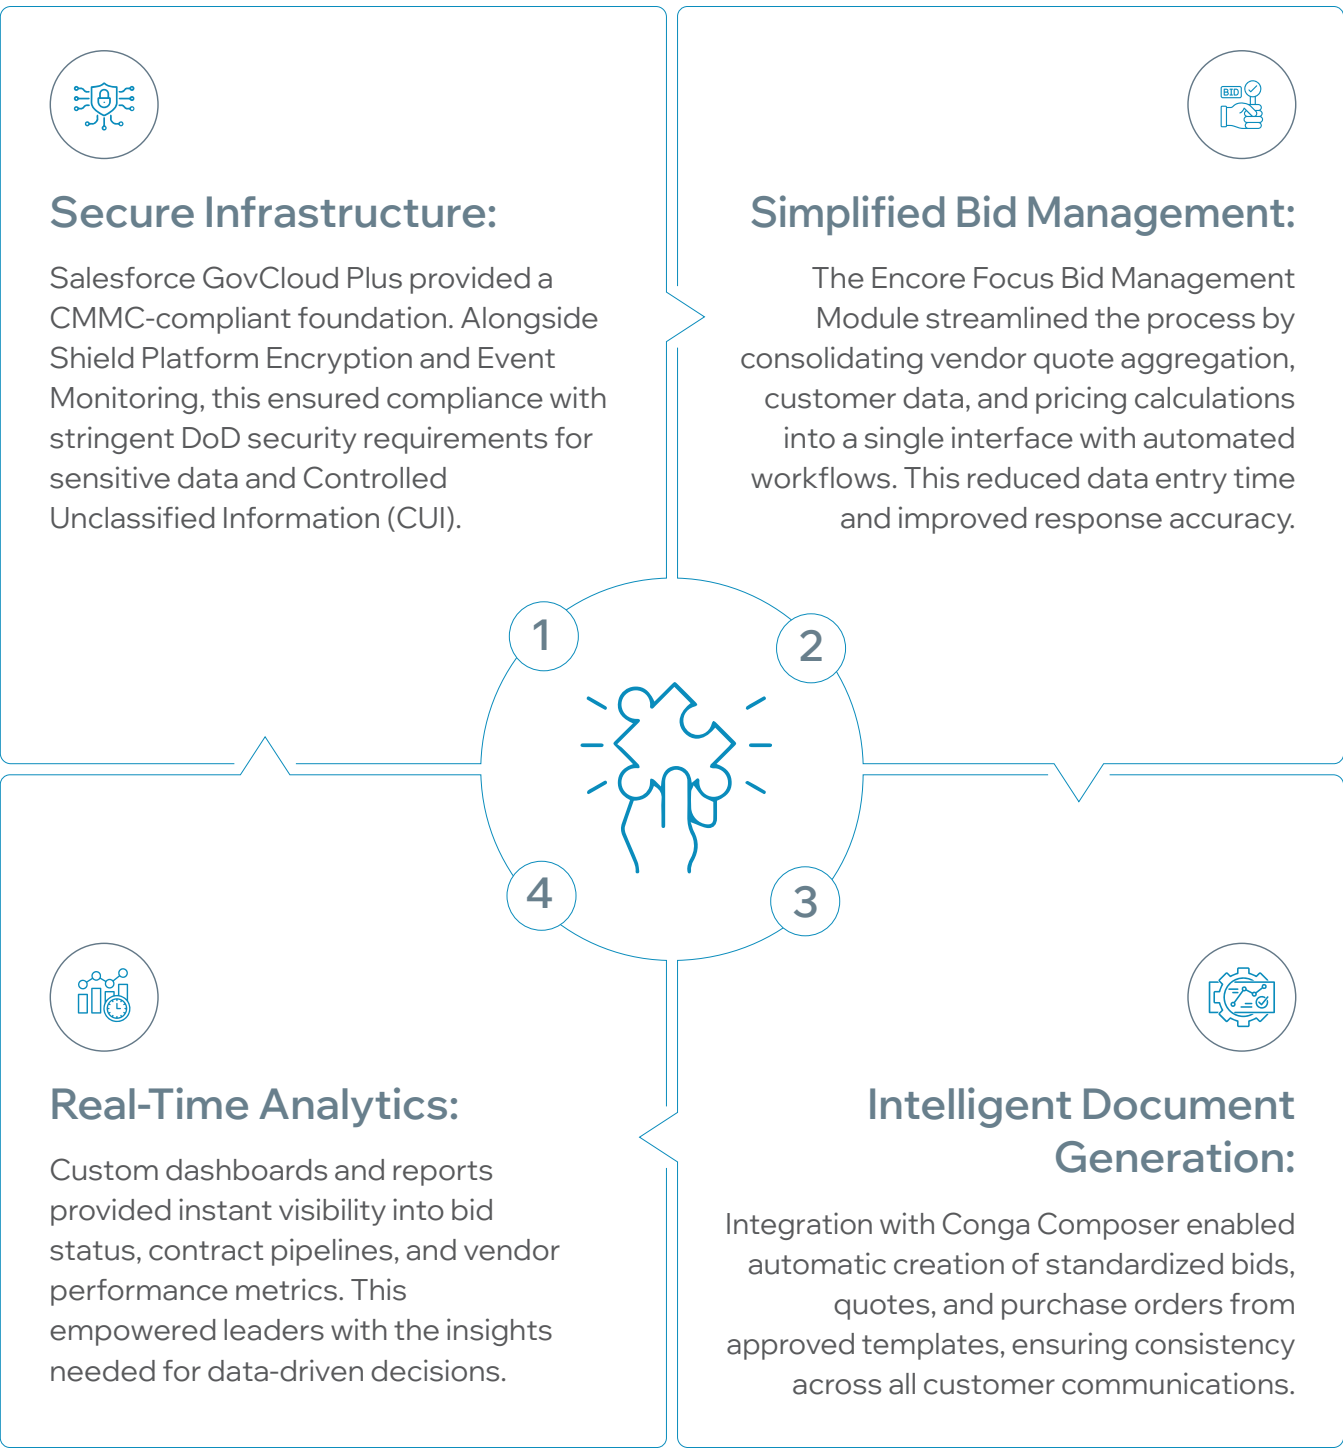 Secure Infrastructure:
Salesforce GovCloud Plus provided a
CMMC-compliant foundation. Alongside
Shield Platform Encryption and Event
Monitoring, this ensured compliance with
stringent DoD security requirements for
sensitive data and Controlled
Unclassified Information (CUI).
1
BID
Simplified Bid Management:
The Encore Focus Bid Management
Module streamlined the process by
consolidating vendor quote aggregation,
customer data, and pricing calculations
into a single interface with automated
workflows. This reduced data entry time
and improved response accuracy.
2
3
Intelligent Document
Generation:
Integration with Conga Composer enabled
automatic creation of standardized bids,
quotes, and purchase orders from
approved templates, ensuring consistency
across all customer communications.
4
Real-Time Analytics:
Custom dashboards and reports
provided instant visibility into bid
status, contract pipelines, and vendor
performance metrics. This
empowered leaders with the insights
needed for data-driven decisions.